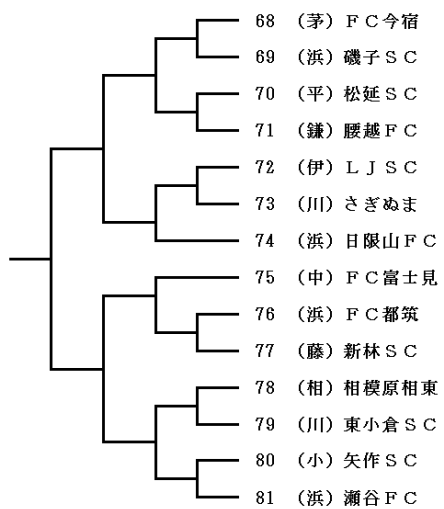 68 (茅) ＦＣ今宿
69 (浜) 磯子ＳＣ
70 (平) 松延ＳＣ
71 (鎌) 腰越ＦＣ
72 (伊) ＬＪＳＣ
73 (川) さぎぬま
74 (浜) 日限山ＦＣ
75 (中) ＦＣ富士見
76 (浜) ＦＣ都筑
77 (藤) 新林ＳＣ
78 (相) 相模原相東
79 (川) 東小倉ＳＣ
80 (小) 矢作ＳＣ
81 (浜) 瀬谷ＦＣ